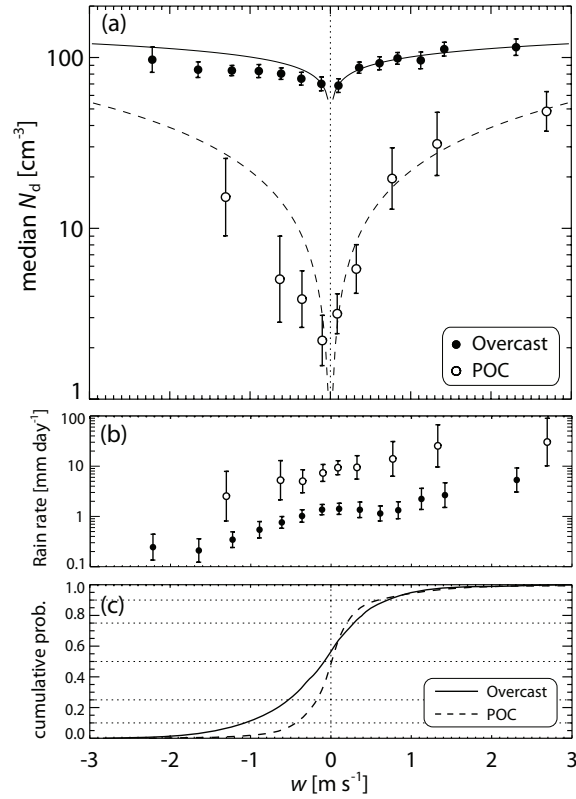 (a)
100
10
1
median Nd [cm-3]
Overcast
POC
(b)
100
10
1
0.1
Rain rate [mm day-1]
(c)
1.0
0.8
0.6
0.4
0.2
0.0
cumulative prob.
Overcast
POC
-3 -2 -1 0 1 2 3
w [m s-1]